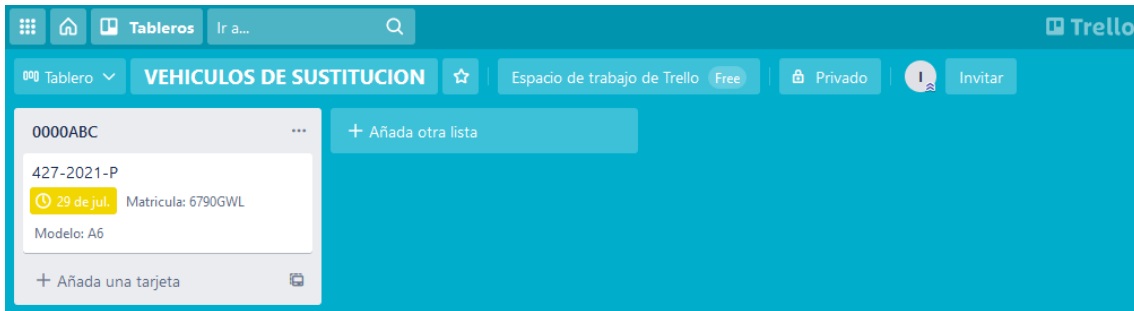 Tableros Ir a... Trello
Tablero VEHICULOS DE SUSTITUCION Espacio de trabajo de Trello Free Privado I Invitar
0000ABC ... + Añada otra lista
427-2021-P
29 de jul. Matricula: 6790GWL
Modelo: A6
+ Añada una tarjeta